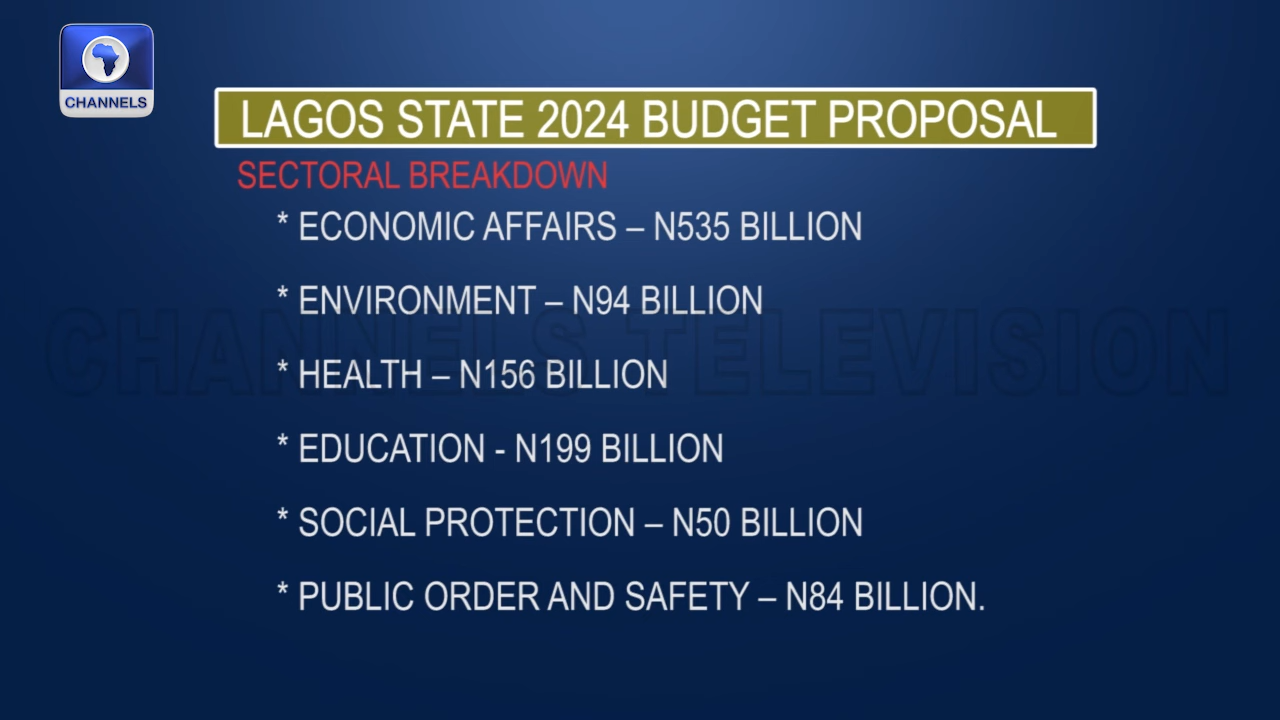 CHANNELS
LAGOS STATE 2024 BUDGET PROPOSAL
SECTORAL BREAKDOWN
* ECONOMIC AFFAIRS – N535 BILLION
* ENVIRONMENT – N94 BILLION
CHANNELS TELEVISION
* HEALTH – N156 BILLION
* EDUCATION - N199 BILLION
* SOCIAL PROTECTION – N50 BILLION
* PUBLIC ORDER AND SAFETY – N84 BILLION.